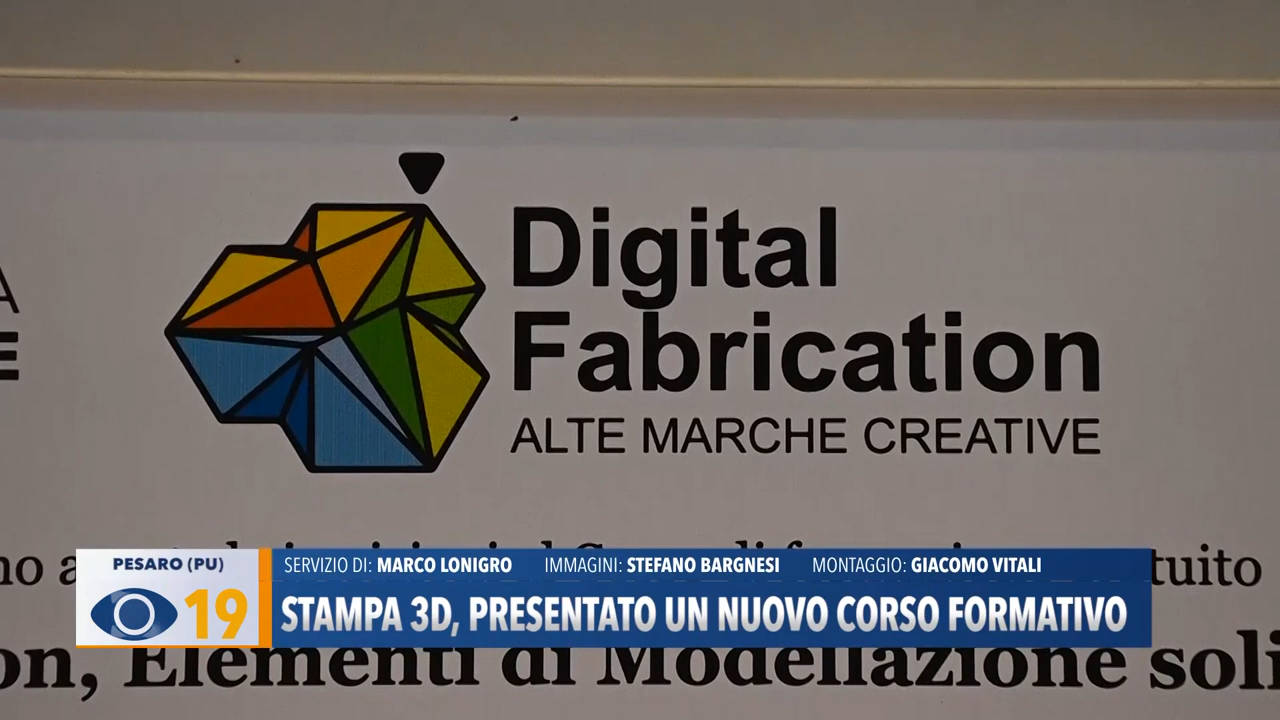 A
E
Digital
Fabrication
ALTE MARCHE CREATIVE
tuito
PESARO (PU)
19
SERVIZIO DI: MARCO LONIGRO IMMAGINI: STEFANO BARGNESI MONTAGGIO: GIACOMO VITALI
STAMPA 3D, PRESENTATO UN NUOVO CORSO FORMATIVO
on, Elementi di Modellazione soli